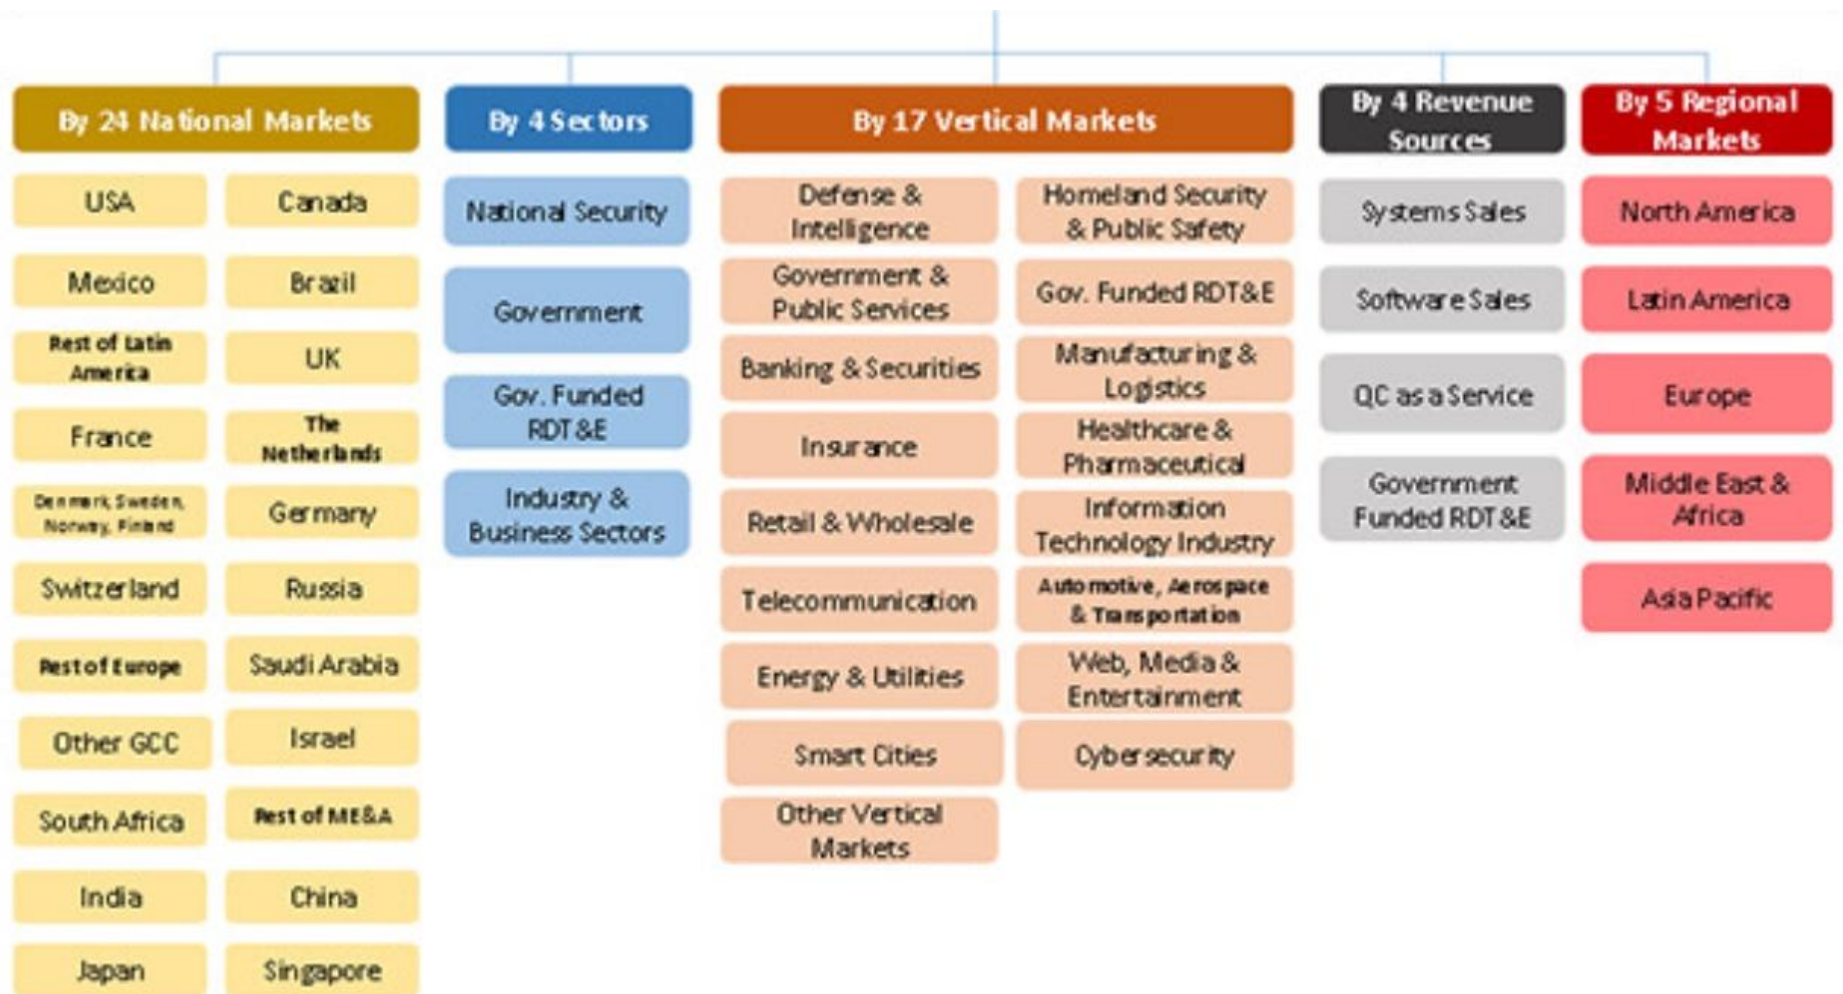 By 24 National Markets
USA
Canada
Mexico
Brazil
Rest of Latin
America
UK
France
The
Netherlands
Denmark, Sweden,
Norway, Finland
Germany
Switzerland
Russia
Rest of Europe
Saudi Arabia
Other GCC
Israel
South Africa
Rest of ME&A
India
China
Japan
Singapore
By 4 Sectors
National Security
Government
Gov. Funded
RDT&E
Industry &
Business Sectors
By 17 Vertical Markets
Defense &
Intelligence
Homeland Security
& Public Safety
Government &
Public Services
Gov. Funded RDT&E
Banking & Securities
Manufacturing &
Logistics
Insurance
Healthcare &
Pharmaceutical
Retail & Wholesale
Information
Technology Industry
Telecommunication
Automotive, Aerospace
& Transportation
Energy & Utilities
Web, Media &
Entertainment
Smart Cities
Cybersecurity
Other Vertical
Markets
By 4 Revenue
Sources
Systems Sales
Software Sales
QC as a Service
Government
Funded RDT&E
By 5 Regional
Markets
North America
Latin America
Europe
Middle East &
Africa
Asia Pacific